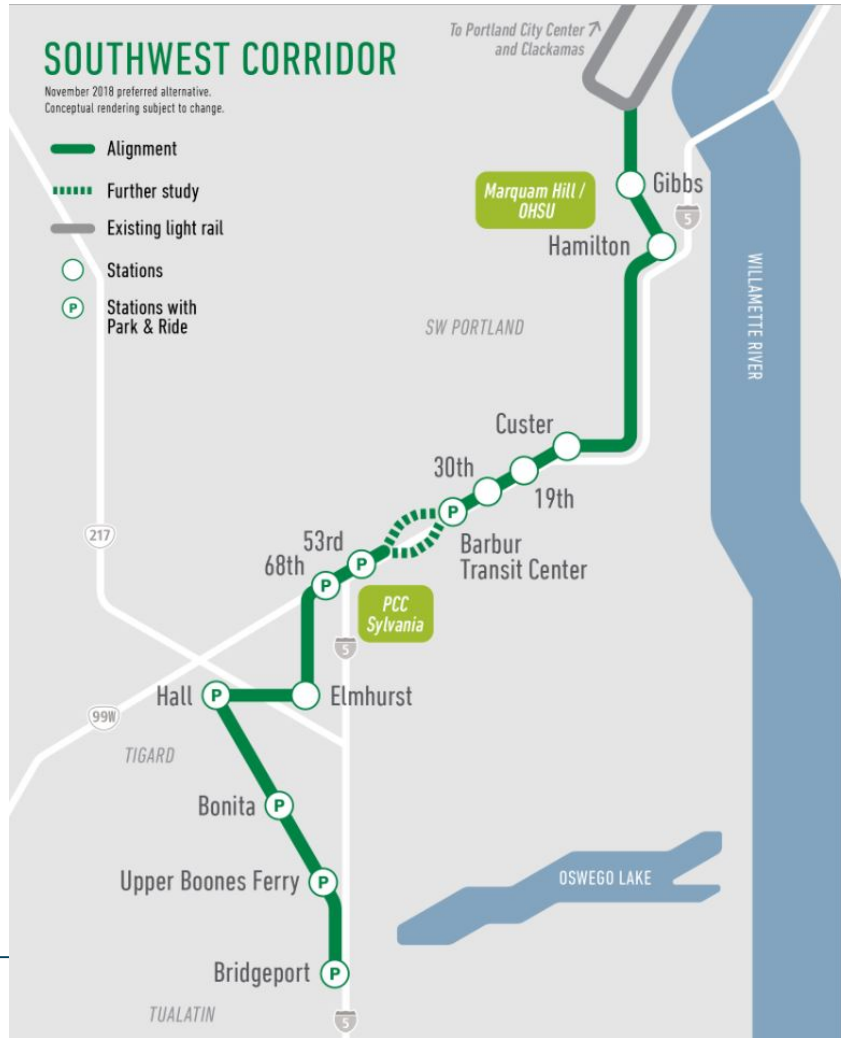 SOUTHWEST CORRIDOR
November 2018 preferred alternative.
Conceptual rendering subject to change.
Alignment
Further study
Existing light rail
Stations
P
Stations with
Park & Ride
To Portland City Center
and Clackamas
Marquam Hill /
OHSU
Gibbs
5
Hamilton
WILLAMETTE RIVER
SW PORTLAND
Custer
30th
19th
P
Barbur
Transit Center
217
53rd
P
68th
P
PCC
Sylvania
5
Hall
P
Elmhurst
99W
TIGARD
Bonita
P
Upper Boones Ferry
P
OSWEGO LAKE
Bridgeport
P
TUALATIN
5